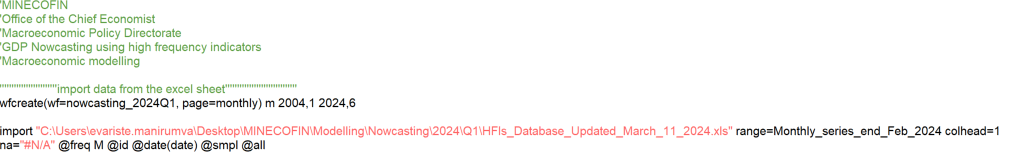 'MINECOFIN
'Office of the Chief Economist
'Macroeconomic Policy Directorate
'GDP Nowcasting using high frequency indicators
'Macroeconomic modelling
'''''''''''''''''''''''''import data from the excel sheet''''''''''''''''''''''''''''''
wfcreate(wf=nowcasting_2024Q1, page=monthly) m 2004,1 2024,6
import "C:\Users\evariste.manirumva\Desktop\MINECOFIN\Modelling\Nowcasting\2024\Q1\HFIs_Database_Updated_March_11_2024.xls" range=Monthly_series_end_Feb_2024 colhead=1
na="#N/A" @freq M @id @date(date) @smpl @all